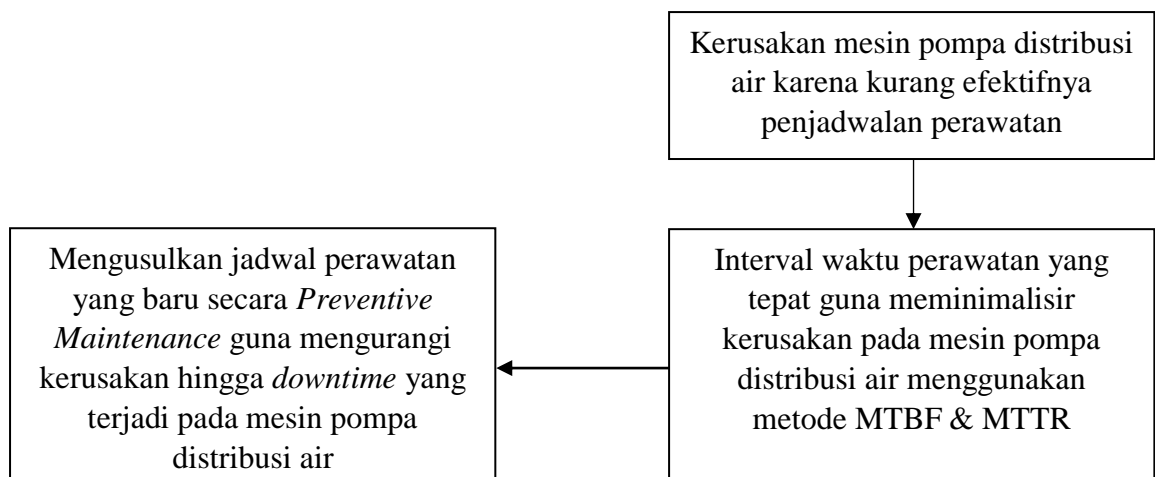 Kerusakan mesin pompa distribusi
air karena kurang efektifnya
penjadwalan perawatan
Interval waktu perawatan yang
tepat guna meminimalisir
kerusakan pada mesin pompa
distribusi air menggunakan
metode MTBF & MTTR
Mengusulkan jadwal perawatan
yang baru secara Preventive
Maintenance guna mengurangi
kerusakan hingga downtime yang
terjadi pada mesin pompa
distribusi air